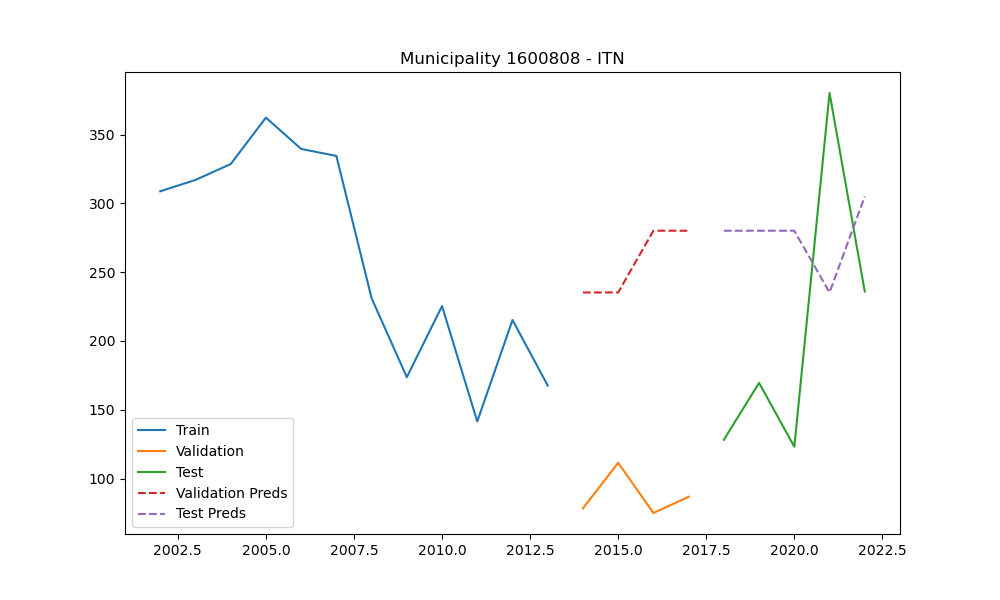 Municipality 1600808 - ITN
350
300
250
200
150
100
Train
Validation
Test
Validation Preds
Test Preds
2002.5 2005.0 2007.5 2010.0 2012.5 2015.0 2017.5 2020.0 2022.5